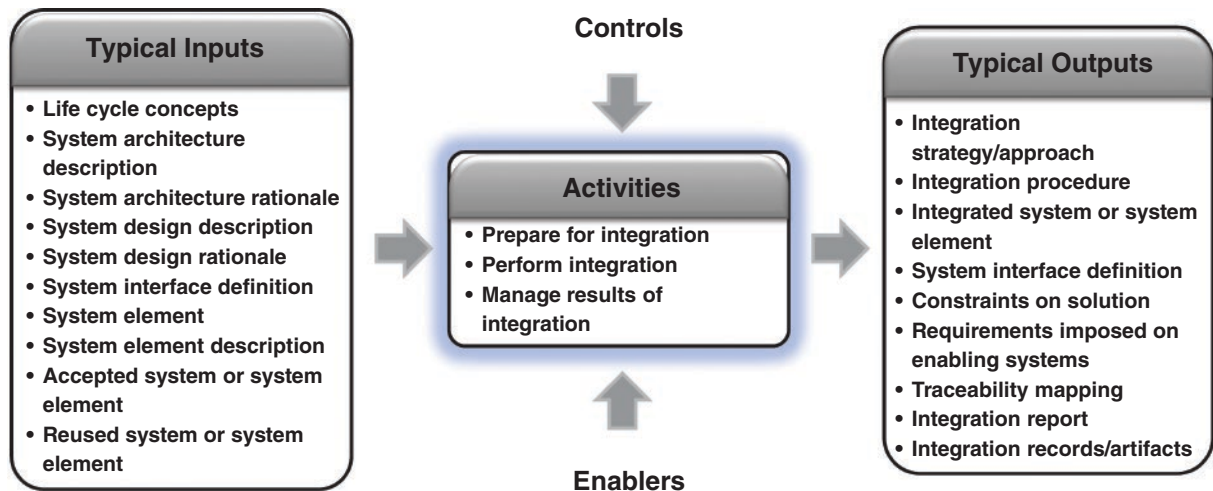 Typical Inputs
• Life cycle concepts
• System architecture
description
• System architecture rationale
• System design description
• System design rationale
• System interface definition
• System element
• System element description
• Accepted system or system
element
• Reused system or system
element
Controls
Activities
• Prepare for integration
• Perform integration
• Manage results of
integration
Enablers
Typical Outputs
• Integration
strategy/approach
• Integration procedure
• Integrated system or system
element
• System interface definition
• Constraints on solution
• Requirements imposed on
enabling systems
• Traceability mapping
• Integration report
• Integration records/artifacts